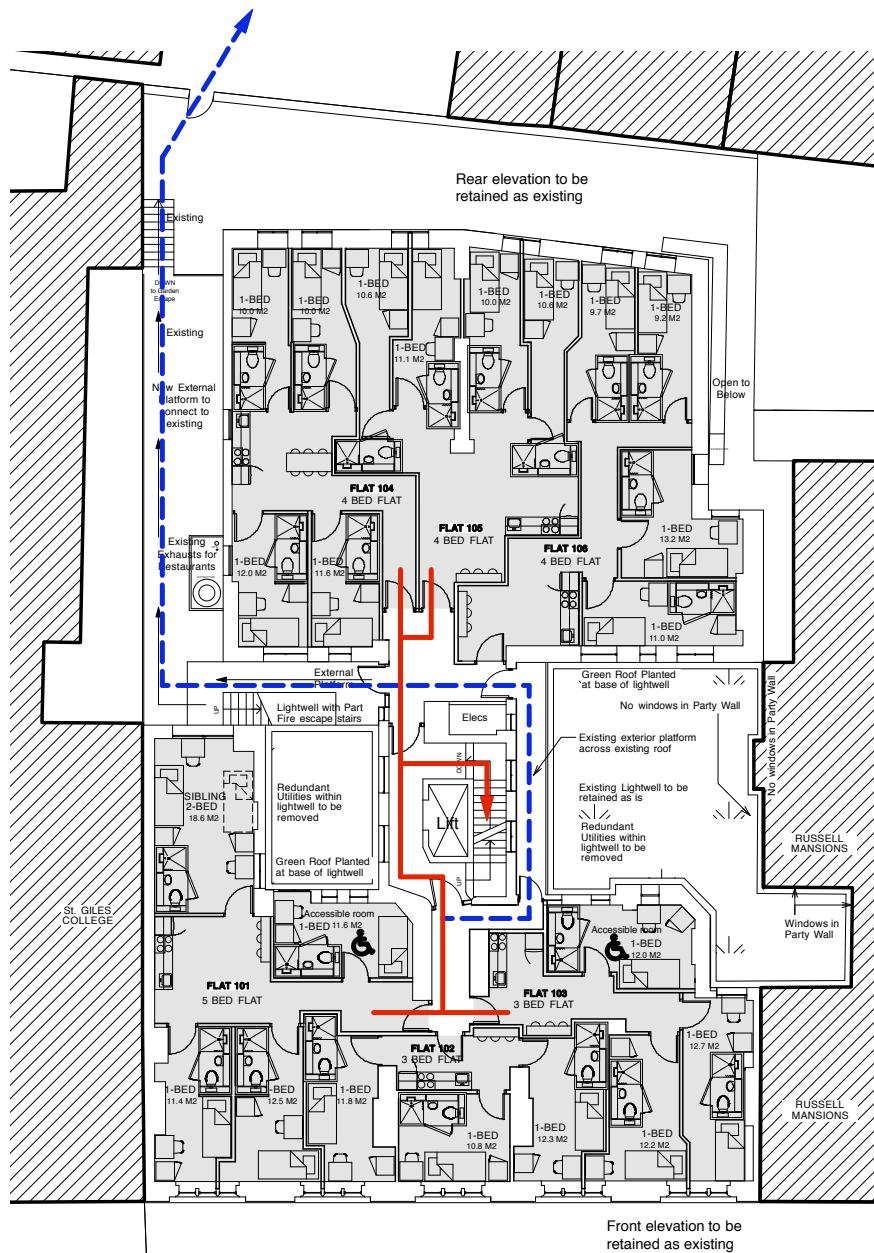 Rear elevation to be
retained as existing
Existing
DOWN
to Garden
Escape
Existing
New External
Platform to
connect to
existing
Existing
Exhausts for
Restaurants
1-BED
10.0 M2
1-BED
10.0 M2
1-BED
10.6 M2
1-BED
11.1 M2
1-BED
10.0 M2
1-BED
10.6 M2
1-BED
9.7 M2
1-BED
9.2 M2
Open to
Below
FLAT 104
4 BED FLAT
FLAT 105
4 BED FLAT
FLAT 106
4 BED FLAT
1-BED
13.2 M2
1-BED
12.0 M2
1-BED
11.6 M2
1-BED
11.0 M2
External
Platform
UP
Lightwell with Part
Fire escape stairs
Elecs
DOWN
Lift
UP
Green Roof Planted
at base of lightwell
No windows in Party Wall
No windows in Party Wall
Existing exterior platform
across existing roof
Existing Lightwell to be
retained as is
Redundant
Utilities within
lightwell to be
removed
RUSSELL
MANSIONS
Windows in
Party Wall
Redundant
Utilities within
lightwell to be
removed
Green Roof Planted
at base of lightwell
SIBLING
2-BED
18.6 M2
St. GILES
COLLEGE
Accessible room
1-BED 11.6 M2
Accessible room
1-BED
12.0 M2
FLAT 101
5 BED FLAT
FLAT 103
3 BED FLAT
FLAT 102
3 BED FLAT
1-BED
11.4 M2
1-BED
12.5 M2
1-BED
11.8 M2
1-BED
10.8 M2
1-BED
12.3 M2
1-BED
12.2 M2
1-BED
12.7 M2
RUSSELL
MANSIONS
Front elevation to be
retained as existing